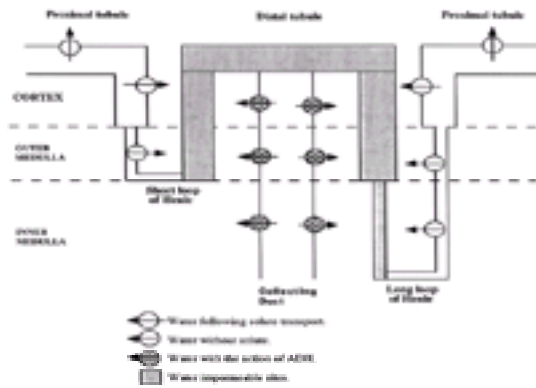 Proximal tubule
Distal tubule
Proximal tubule
CORTEX
OUTER
MEDULLA
Short loop
of Henle
INNER
MEDULLA
Collecting
Duct
Long loop
of Henle
Water following solute transport.
Water without solute.
Water with the action of ADH.
Water impermeable sites.